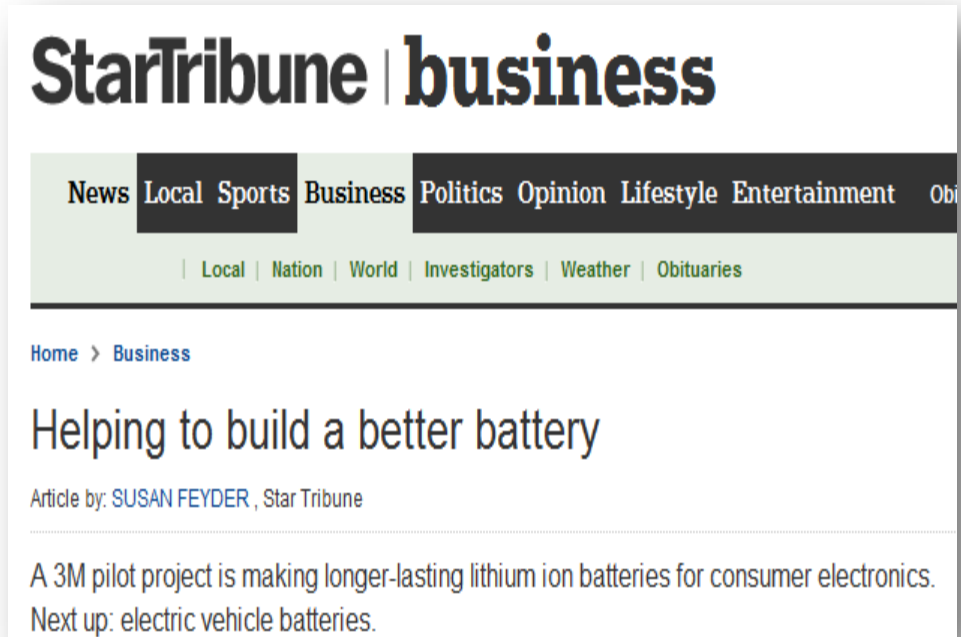 StarTribune | business
News Local Sports Business Politics Opinion Lifestyle Entertainment
| Local | Nation | World | Investigators | Weather | Obituaries
Home > Business
Helping to build a better battery
Article by: SUSAN FEYDER , Star Tribune
A 3M pilot project is making longer-lasting lithium ion batteries for consumer electronics.
Next up: electric vehicle batteries.